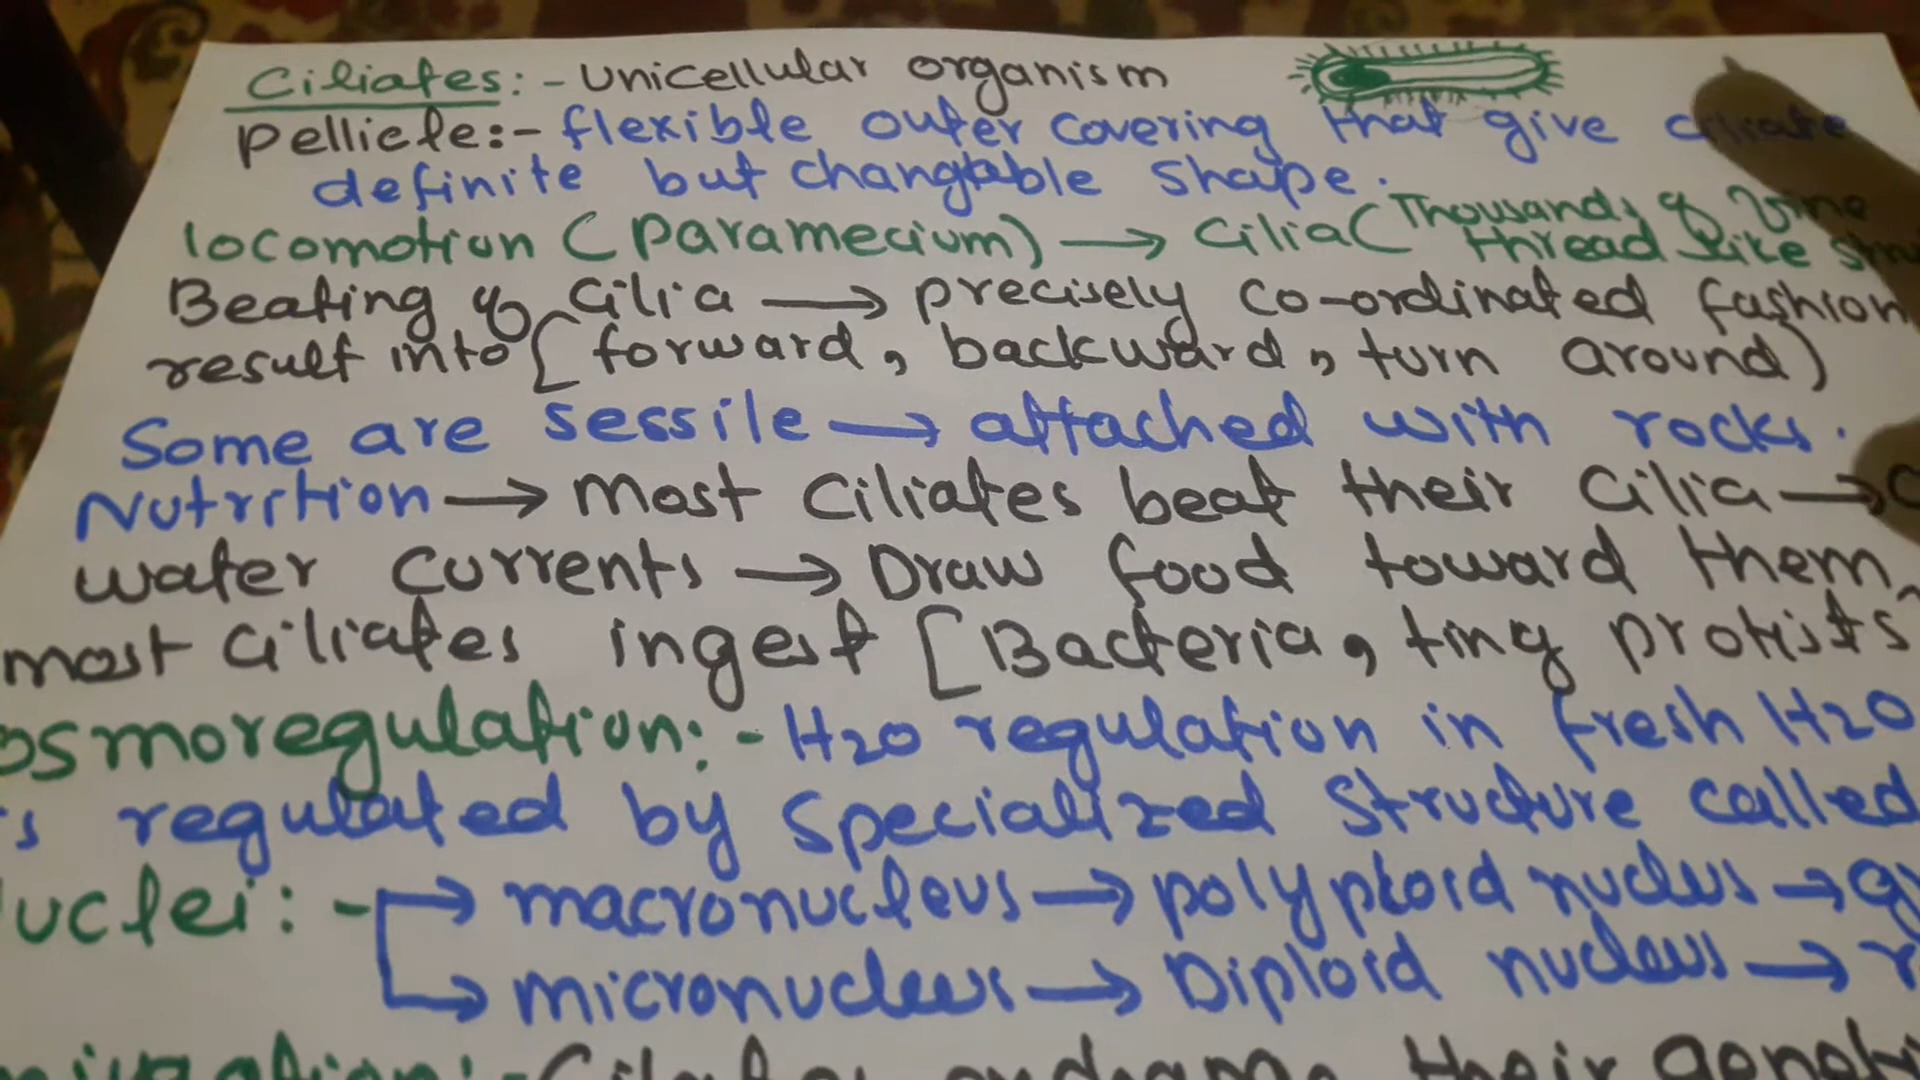 Ciliates:- Unicellular organism
Pellicle:- flexible outer covering that give ciliate
definite but changable shape.
locomotion (Paramecium) → Cilia (Thousands of
thread like
Beating of Cilia → precisely co-ordinated fashion
result into [forward, backward, turn around)
Some are sessile → attached with rocks.
Nutrition → most ciliates beat their cilia →
water currents → Draw food toward them
most ciliates ingest [Bacteria, tiny protists
osmoregulation:- H2O regulation in fresh H2O
regulated by specialized structure called
uclei:- → macronucleus → polyploid nucleus →
→ micronucleus → Diploid nucleus →
their